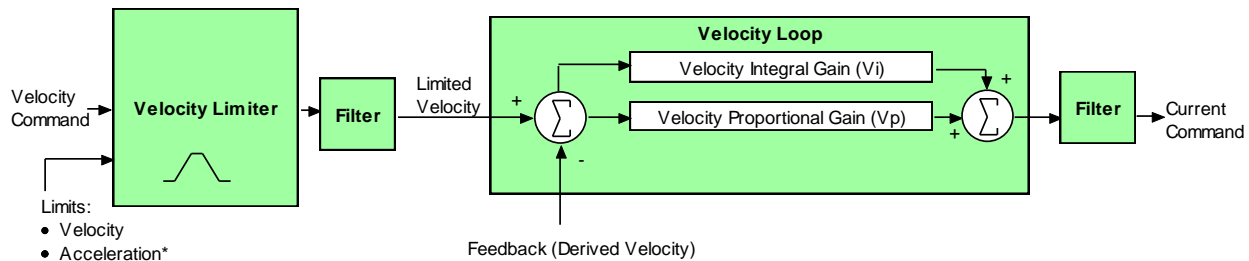 Velocity
Command
Limits:
• Velocity
• Acceleration*
Velocity Limiter
Filter
Limited
Velocity
Velocity Loop
+
Σ
-
Velocity Integral Gain (Vi)
Velocity Proportional Gain (Vp)
+
+
Σ
Feedback (Derived Velocity)
Filter
Current
Command